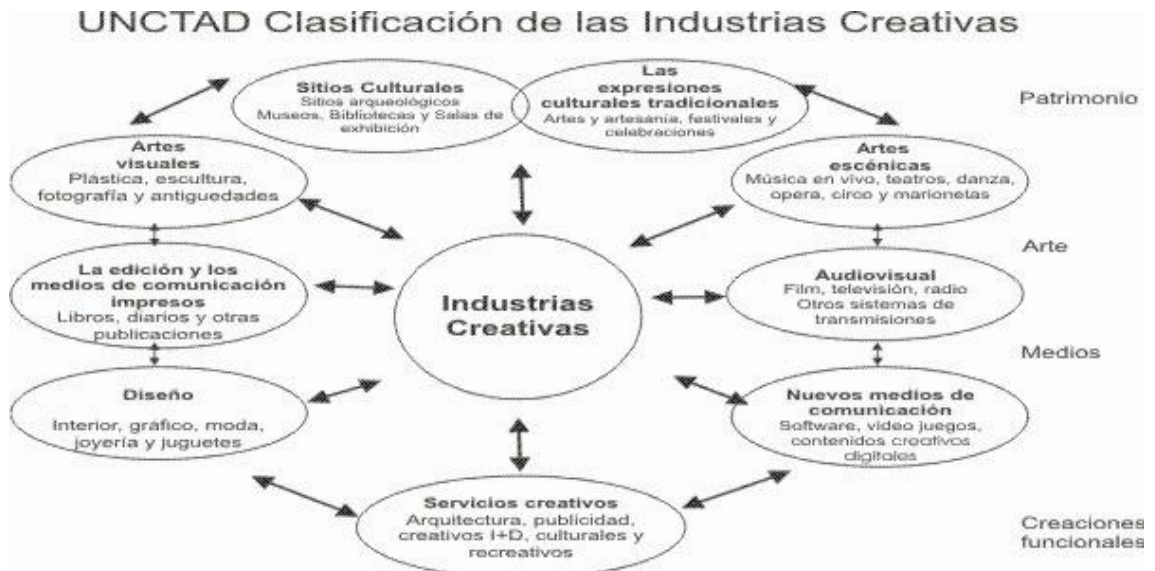 UNCTAD Clasificación de las Industrias Creativas
Sitios Culturales
Sitios arqueológicos
Museos, Bibliotecas y Salas de
exhibición
Las
expresiones
culturales tradicionales
Artes y artesanía, festivales y
celebraciones
Patrimonio
Artes
visuales
Plástica, escultura,
fotografía y antiguedades
Artes
escénicas
Música en vivo, teatros, danza,
opera, circo y marionetas
Arte
La edición y los
medios de comunicación
impresos
Libros, diarios y otras
publicaciones
Industrias
Creativas
Audiovisual
Film, televisión, radio
Otros sistemas de
transmisiones
Medios
Diseño
Interior, gráfico, moda,
joyería y juguetes
Nuevos medios de
comunicación
Software, video juegos,
contenidos creativos
digitales
Servicios creativos
Arquitectura, publicidad,
creativos I+D, culturales y
recreativos
Creaciones
funcionales